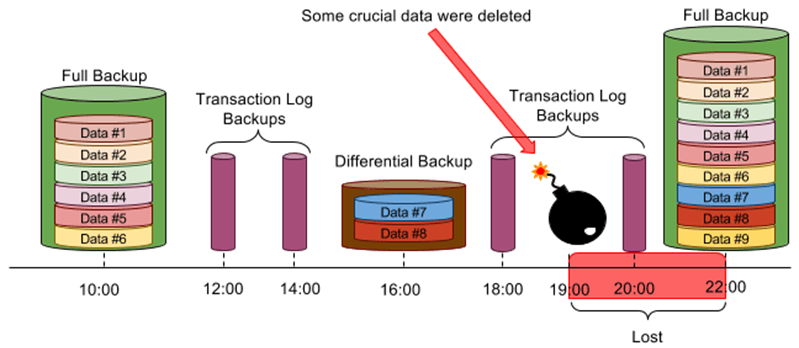 Some crucial data were deleted
Full Backup
Data #1
Data #2
Data #3
Data #4
Data #5
Data #6
Transaction Log
Backups
Differential Backup
Data #7
Data #8
Transaction Log
Backups
Full Backup
Data #1
Data #2
Data #3
Data #4
Data #5
Data #6
Data #7
Data #8
Data #9
10:00
12:00
14:00
16:00
18:00
19:00
20:00
22:00
Lost